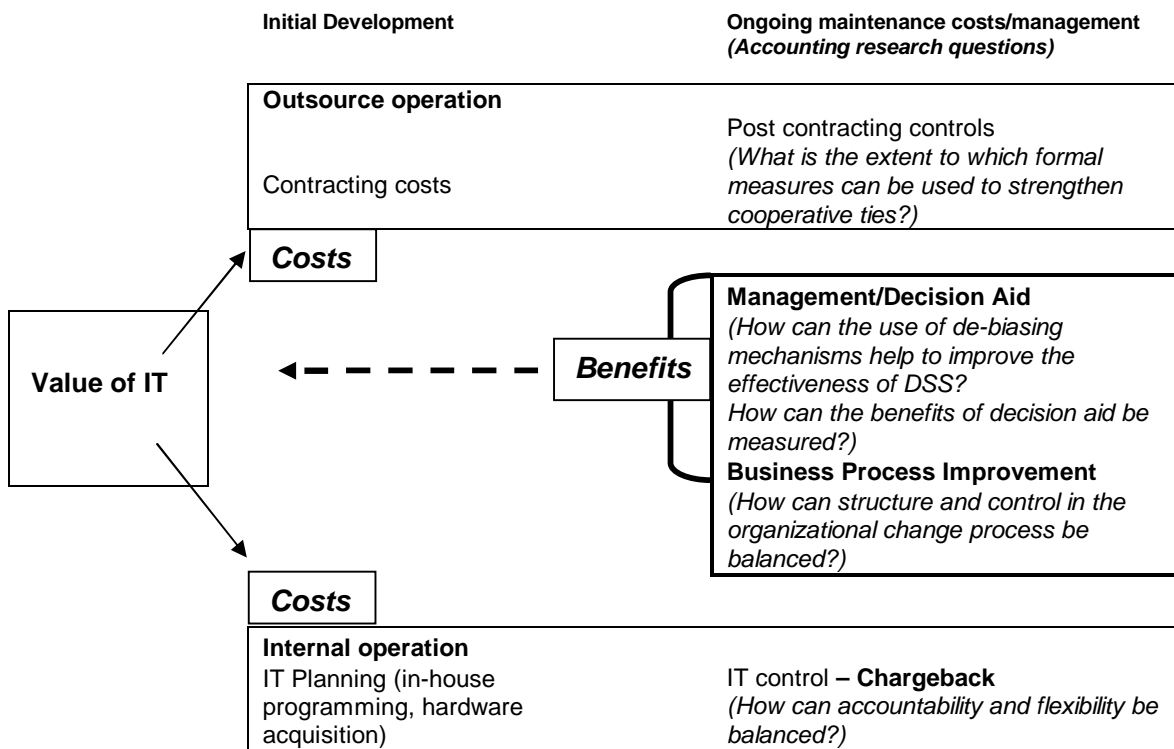 Initial Development
Ongoing maintenance costs/management
(Accounting research questions)
Outsource operation
Contracting costs
Post contracting controls
(What is the extent to which formal
measures can be used to strengthen
cooperative ties?)
Costs
Value of IT
Benefits
Management/Decision Aid
(How can the use of de-biasing
mechanisms help to improve the
effectiveness of DSS?
How can the benefits of decision aid be
measured?)
Business Process Improvement
(How can structure and control in the
organizational change process be
balanced?)
Costs
Internal operation
IT Planning (in-house
programming, hardware
acquisition)
IT control – Chargeback
(How can accountability and flexibility be
balanced?)